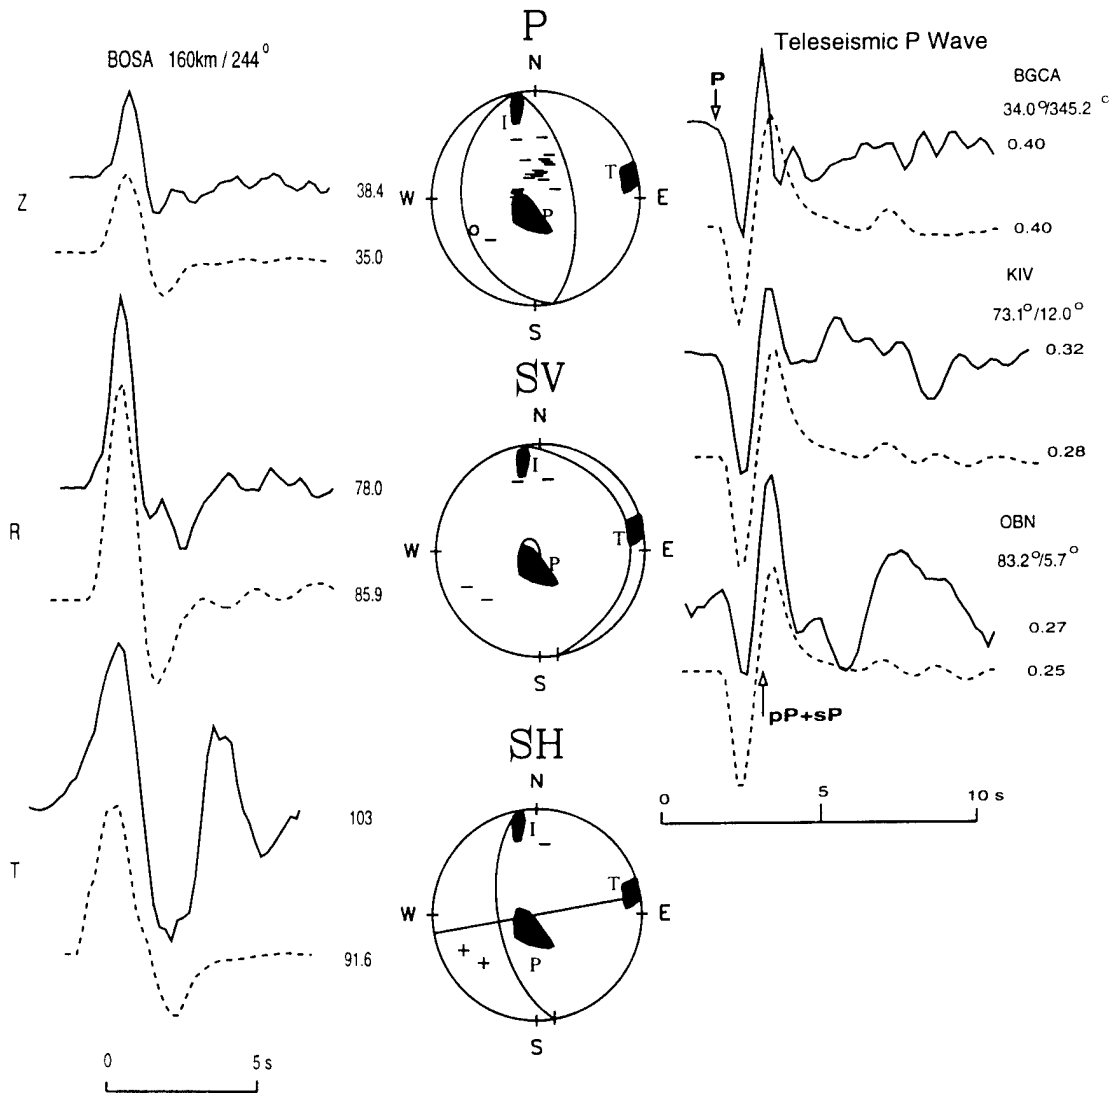 BOSA 160km / 244°
Z
38.4
35.0
R
78.0
85.9
T
103
91.6
0 5 s
P
N
I
T
W E
P
o
S
SV
N
I
T
W E
P
S
SH
N
I
T
W E
P
S
Teleseismic P Wave
P
BGCA
34.0°/345.2 °
0.40
0.40
KIV
73.1°/12.0°
0.32
0.28
OBN
83.2°/5.7°
0.27
0.25
pP+sP
0 5 10 s